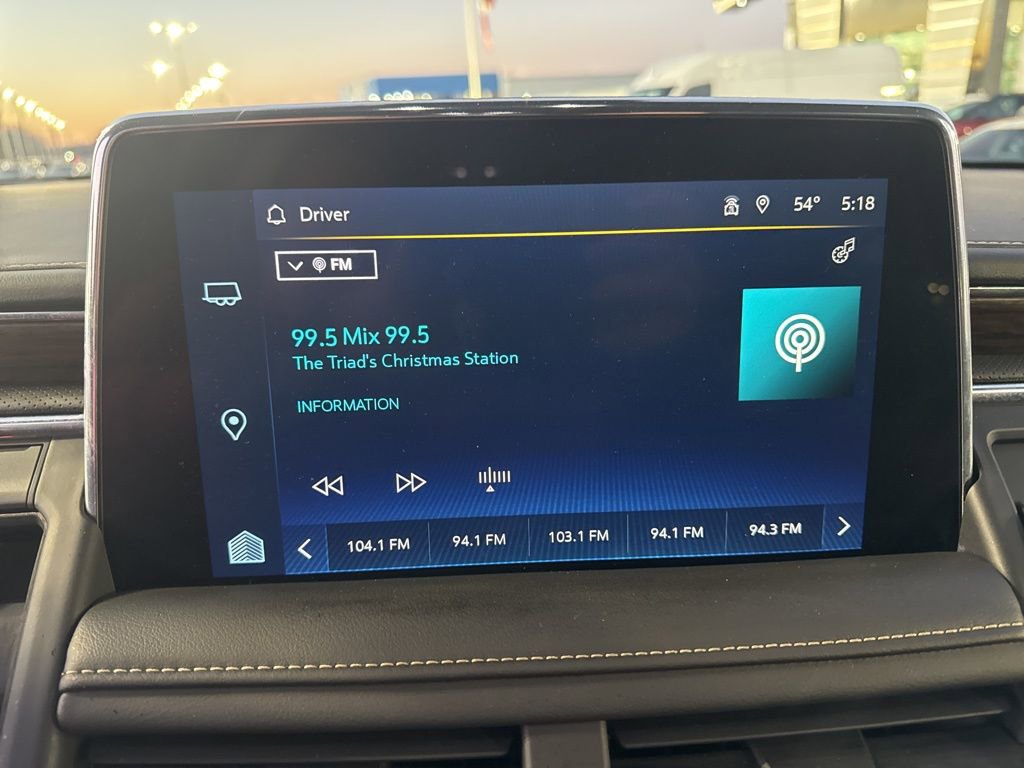 Driver
54° 5:18
FM
99.5 Mix 99.5
The Triad's Christmas Station
INFORMATION
104.1 FM 94.1 FM 103.1 FM 94.1 FM 94.3 FM